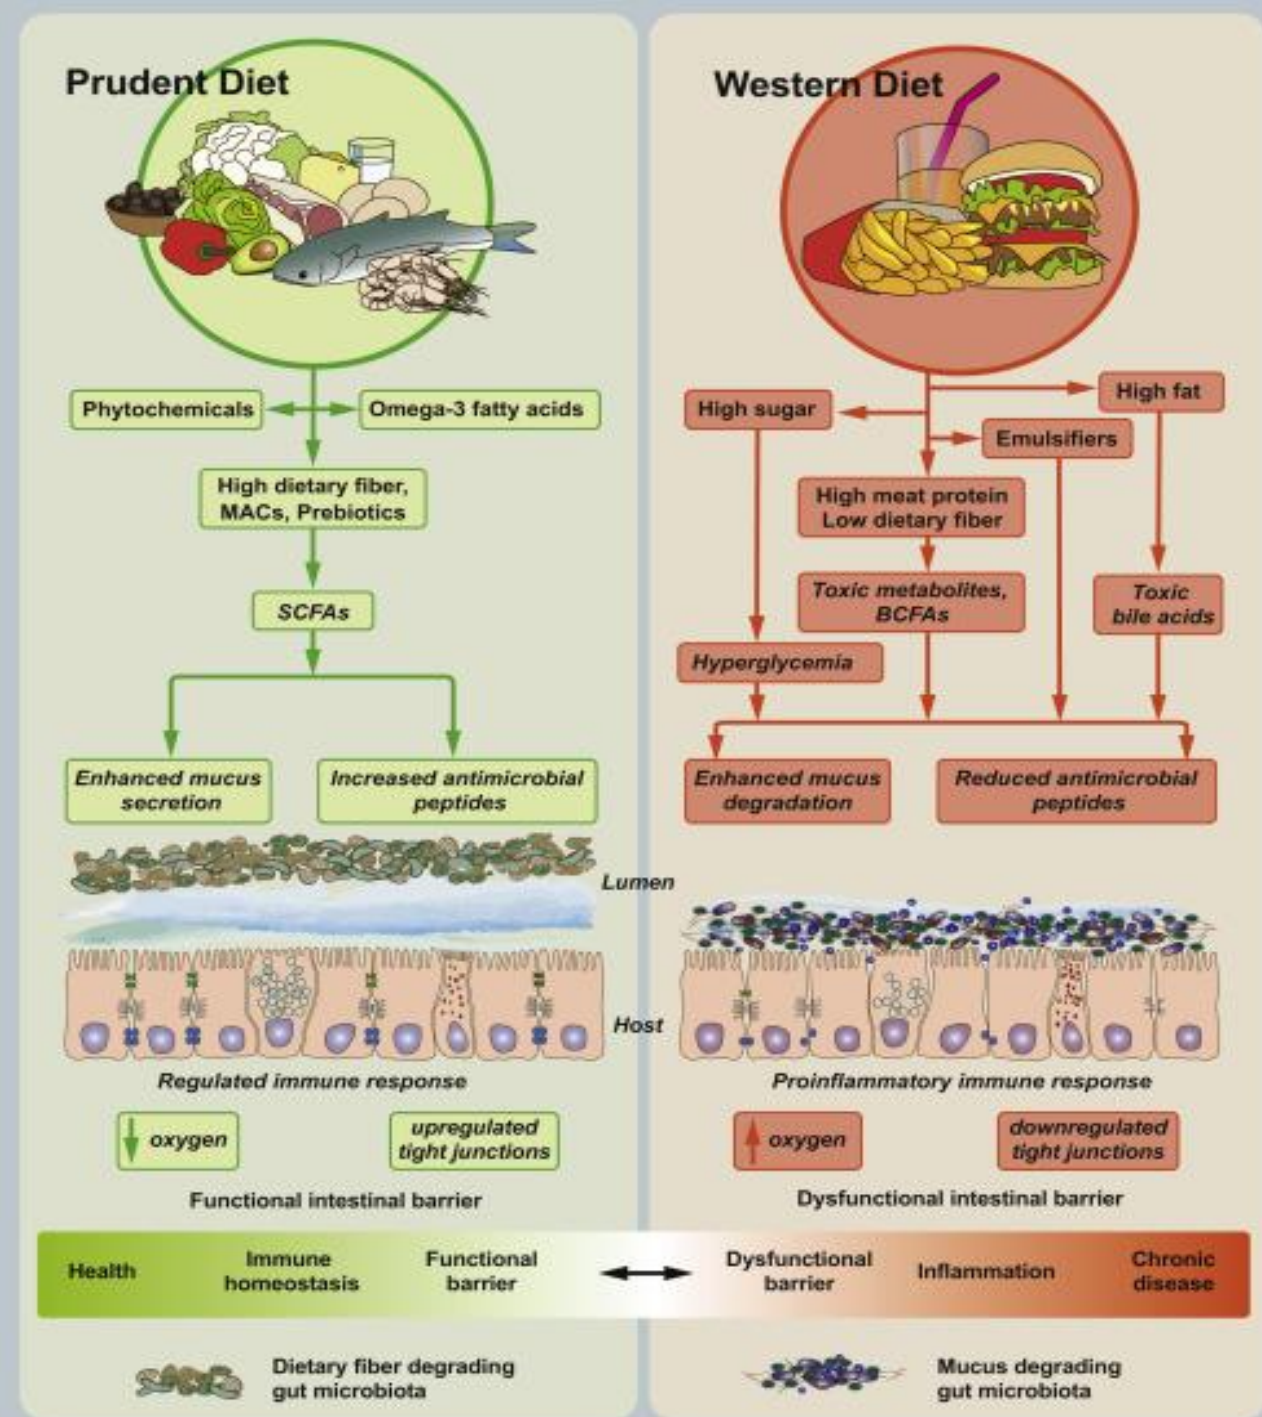 Prudent Diet
Phytochemicals
Omega-3 fatty acids
High dietary fiber,
MACs, Prebiotics
SCFAs
Enhanced mucus
secretion
Increased antimicrobial
peptides
Western Diet
High fat
High sugar
Emulsifiers
High meat protein
Low dietary fiber
Toxic metabolites,
BCFAs
Toxic
bile acids
Hyperglycemia
Enhanced mucus
degradation
Reduced antimicrobial
peptides
Lumen
Host
Regulated immune response
oxygen
upregulated
tight junctions
Functional intestinal barrier
Proinflammatory immune response
oxygen
downregulated
tight junctions
Dysfunctional intestinal barrier
Health
Immune
homeostasis
Functional
barrier
Dysfunctional
barrier
Inflammation
Chronic
disease
Dietary fiber degrading
gut microbiota
Mucus degrading
gut microbiota